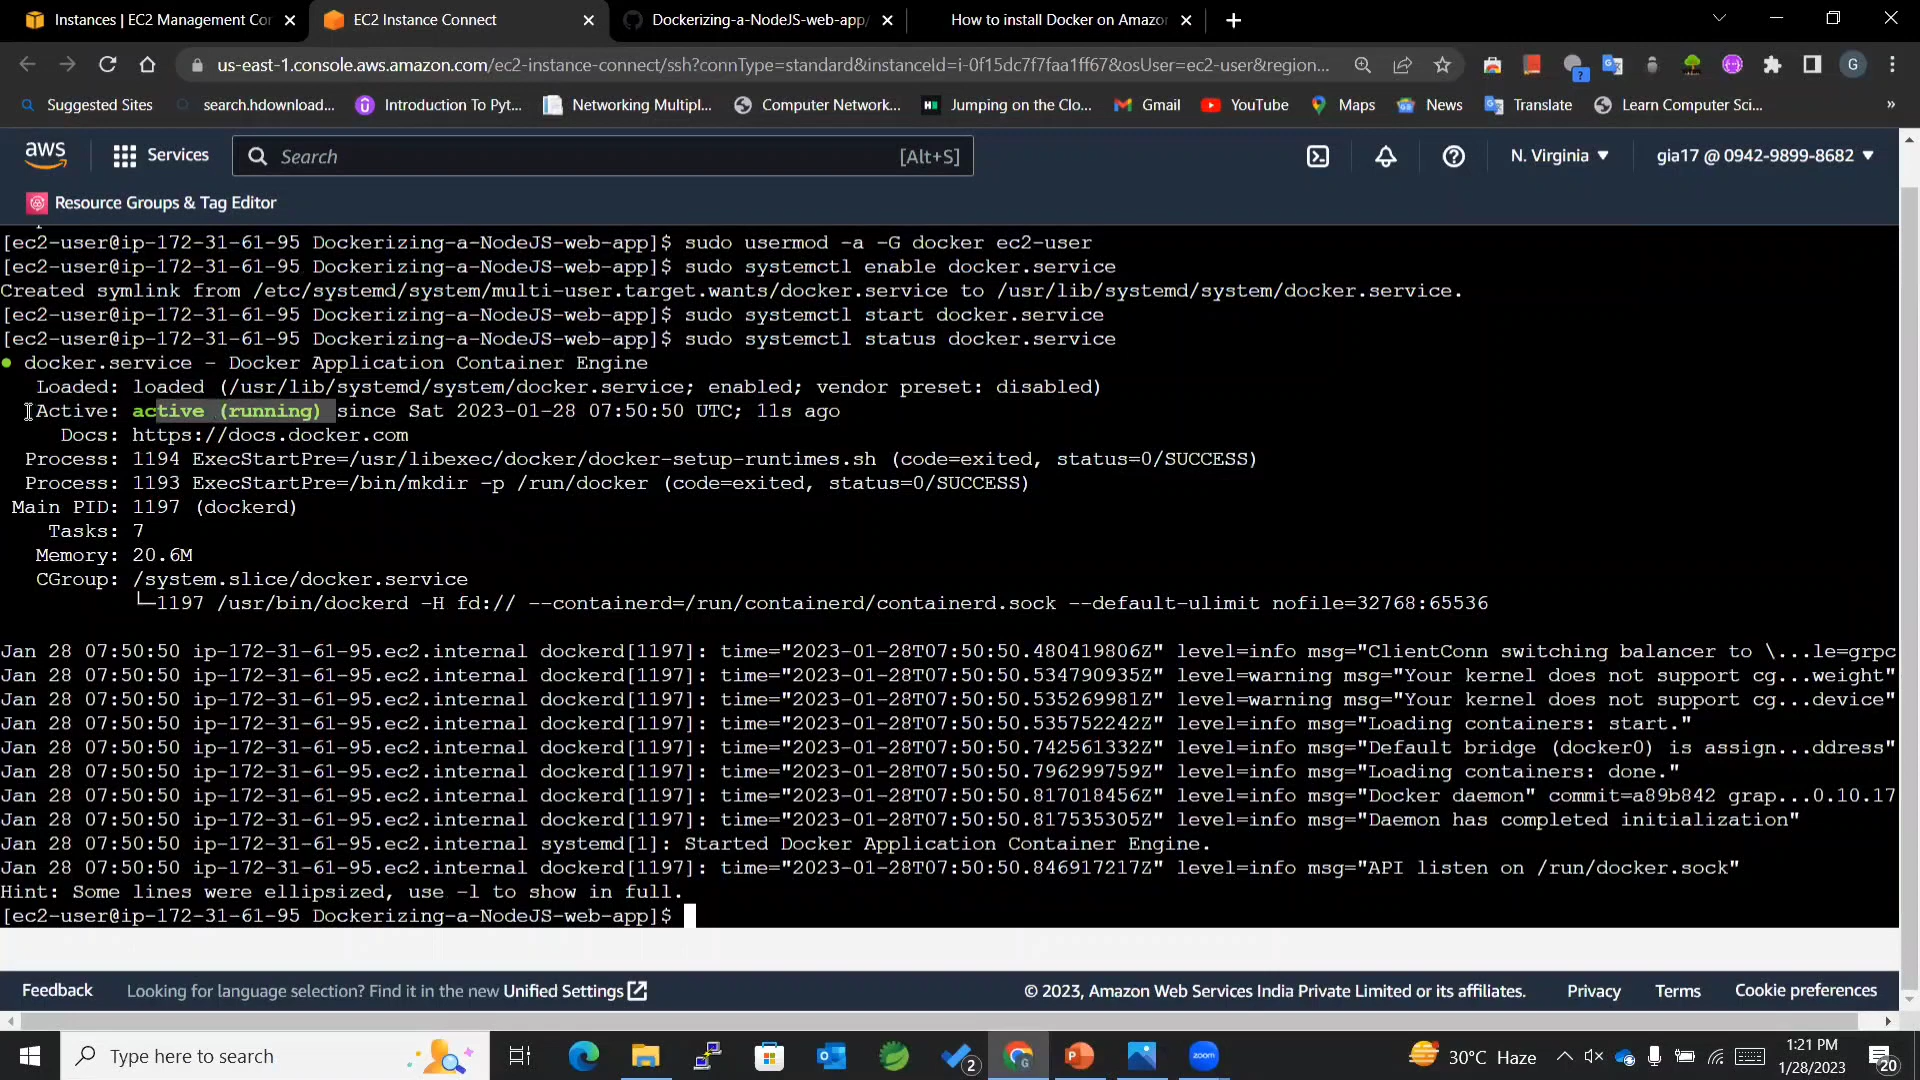 Instances | EC2 Management Con
EC2 Instance Connect
Dockerizing-a-NodeJS-web-app/
How to install Docker on Amazon
us-east-1.console.aws.amazon.com/ec2-instance-connect/ssh?connType=standard&instanceId=i-0f15dc7f7faa1ff67&osUser=ec2-user&region...
G
Suggested Sites
search.hdownload...
Introduction To Pyt...
Networking Multipl...
Computer Network...
Jumping on the Clo...
Gmail
YouTube
Maps
News
Translate
Learn Computer Sci...
»
aws
Services
Search
[Alt+S]
N. Virginia
gia17 @ 0942-9899-8682
Resource Groups & Tag Editor
[ec2-user@ip-172-31-61-95 Dockerizing-a-NodeJS-web-app]$ sudo usermod -a -G docker ec2-user
[ec2-user@ip-172-31-61-95 Dockerizing-a-NodeJS-web-app]$ sudo systemctl enable docker.service
Created symlink from /etc/systemd/system/multi-user.target.wants/docker.service to /usr/lib/systemd/system/docker.service.
[ec2-user@ip-172-31-61-95 Dockerizing-a-NodeJS-web-app]$ sudo systemctl start docker.service
[ec2-user@ip-172-31-61-95 Dockerizing-a-NodeJS-web-app]$ sudo systemctl status docker.service
● docker.service - Docker Application Container Engine
Loaded: loaded (/usr/lib/systemd/system/docker.service; enabled; vendor preset: disabled)
Active: active (running) since Sat 2023-01-28 07:50:50 UTC; 11s ago
Docs: https://docs.docker.com
Process: 1194 ExecStartPre=/usr/libexec/docker/docker-setup-runtimes.sh (code=exited, status=0/SUCCESS)
Process: 1193 ExecStartPre=/bin/mkdir -p /run/docker (code=exited, status=0/SUCCESS)
Main PID: 1197 (dockerd)
Tasks: 7
Memory: 20.6M
CGroup: /system.slice/docker.service
└─1197 /usr/bin/dockerd -H fd:// --containerd=/run/containerd/containerd.sock --default-ulimit nofile=32768:65536
Jan 28 07:50:50 ip-172-31-61-95.ec2.internal dockerd[1197]: time="2023-01-28T07:50:50.480419806Z" level=info msg="ClientConn switching balancer to \...le=grpc
Jan 28 07:50:50 ip-172-31-61-95.ec2.internal dockerd[1197]: time="2023-01-28T07:50:50.534790935Z" level=warning msg="Your kernel does not support cg...weight"
Jan 28 07:50:50 ip-172-31-61-95.ec2.internal dockerd[1197]: time="2023-01-28T07:50:50.535269981Z" level=warning msg="Your kernel does not support cg...device"
Jan 28 07:50:50 ip-172-31-61-95.ec2.internal dockerd[1197]: time="2023-01-28T07:50:50.535752242Z" level=info msg="Loading containers: start."
Jan 28 07:50:50 ip-172-31-61-95.ec2.internal dockerd[1197]: time="2023-01-28T07:50:50.742561332Z" level=info msg="Default bridge (docker0) is assign...ddress"
Jan 28 07:50:50 ip-172-31-61-95.ec2.internal dockerd[1197]: time="2023-01-28T07:50:50.796299759Z" level=info msg="Loading containers: done."
Jan 28 07:50:50 ip-172-31-61-95.ec2.internal dockerd[1197]: time="2023-01-28T07:50:50.817018456Z" level=info msg="Docker daemon" commit=a89b842 grap...0.10.17
Jan 28 07:50:50 ip-172-31-61-95.ec2.internal dockerd[1197]: time="2023-01-28T07:50:50.817535305Z" level=info msg="Daemon has completed initialization"
Jan 28 07:50:50 ip-172-31-61-95.ec2.internal systemd[1]: Started Docker Application Container Engine.
Jan 28 07:50:50 ip-172-31-61-95.ec2.internal dockerd[1197]: time="2023-01-28T07:50:50.846917217Z" level=info msg="API listen on /run/docker.sock"
Hint: Some lines were ellipsized, use -l to show in full.
[ec2-user@ip-172-31-61-95 Dockerizing-a-NodeJS-web-app]$
Feedback
Looking for language selection? Find it in the new Unified Settings
© 2023, Amazon Web Services India Private Limited or its affiliates.
Privacy
Terms
Cookie preferences
Type here to search
2
zoom
30°C Haze
1:21 PM
1/28/2023
20